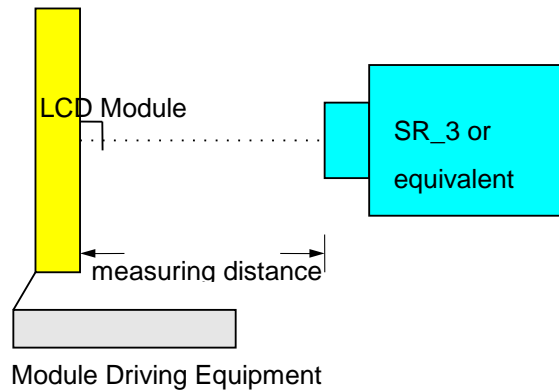 LCD Module
SR_3 or
equivalent
measuring distance
Module Driving Equipment